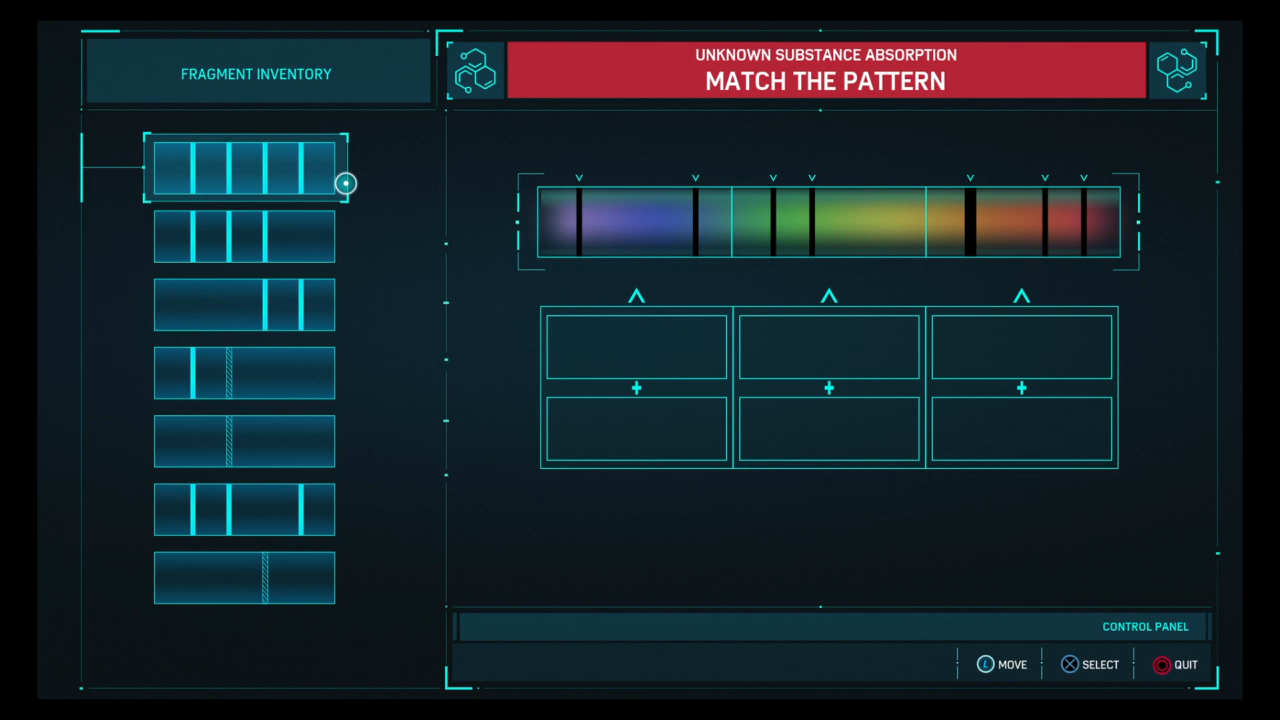 FRAGMENT INVENTORY
UNKNOWN SUBSTANCE ABSORPTION
MATCH THE PATTERN
CONTROL PANEL
L MOVE
SELECT
QUIT